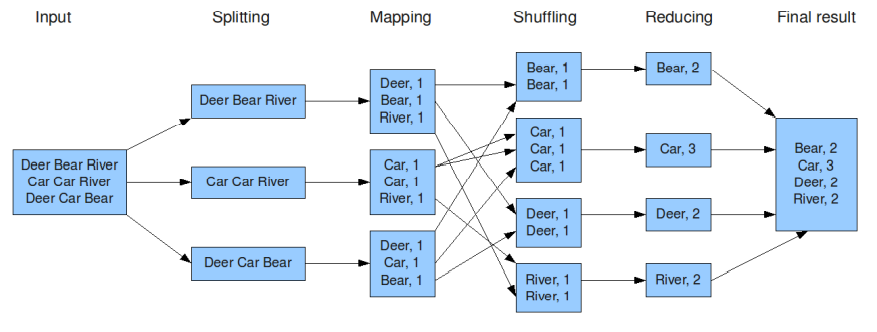 Input
Splitting
Mapping
Shuffling
Reducing
Final result
Deer Bear River
Car Car River
Deer Car Bear
Deer Bear River
Car Car River
Deer Car Bear
Deer, 1
Bear, 1
River, 1
Car, 1
Car, 1
River, 1
Deer, 1
Car, 1
Bear, 1
Bear, 1
Bear, 1
Car, 1
Car, 1
Car, 1
Deer, 1
Deer, 1
River, 1
River, 1
Bear, 2
Car, 3
Deer, 2
River, 2
Bear, 2
Car, 3
Deer, 2
River, 2